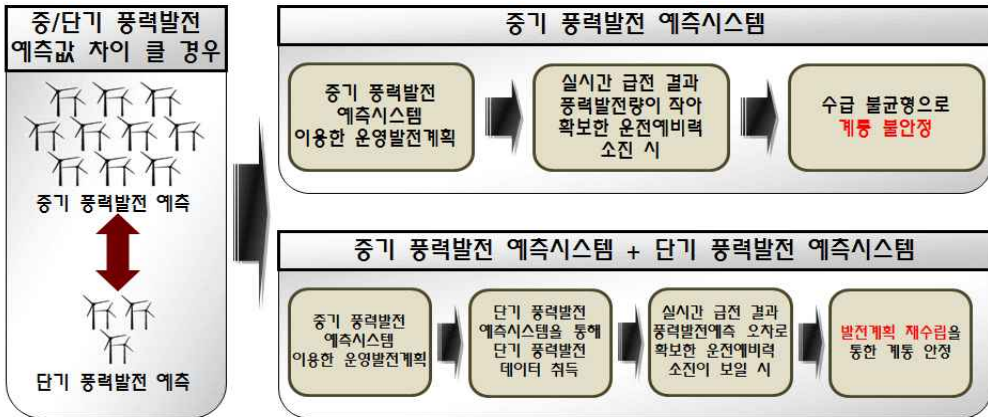 중/단기 풍력발전
예측값 차이 클 경우
중기 풍력발전 예측
단기 풍력발전 예측
중기 풍력발전 예측시스템
중기 풍력발전
예측시스템
이용한 운영발전계획
실시간 급전 결과
풍력발전량이 작아
확보한 운전예비력
소진 시
수급 불균형으로
계통 불안정
중기 풍력발전 예측시스템 + 단기 풍력발전 예측시스템
중기 풍력발전
예측시스템
이용한 운영발전계획
단기 풍력발전
예측시스템을 통해
단기 풍력발전
데이터 취득
실시간 급전 결과
풍력발전예측 오차로
확보한 운전예비력
소진이 보일 시
발전계획 재수립을
통한 계통 안정